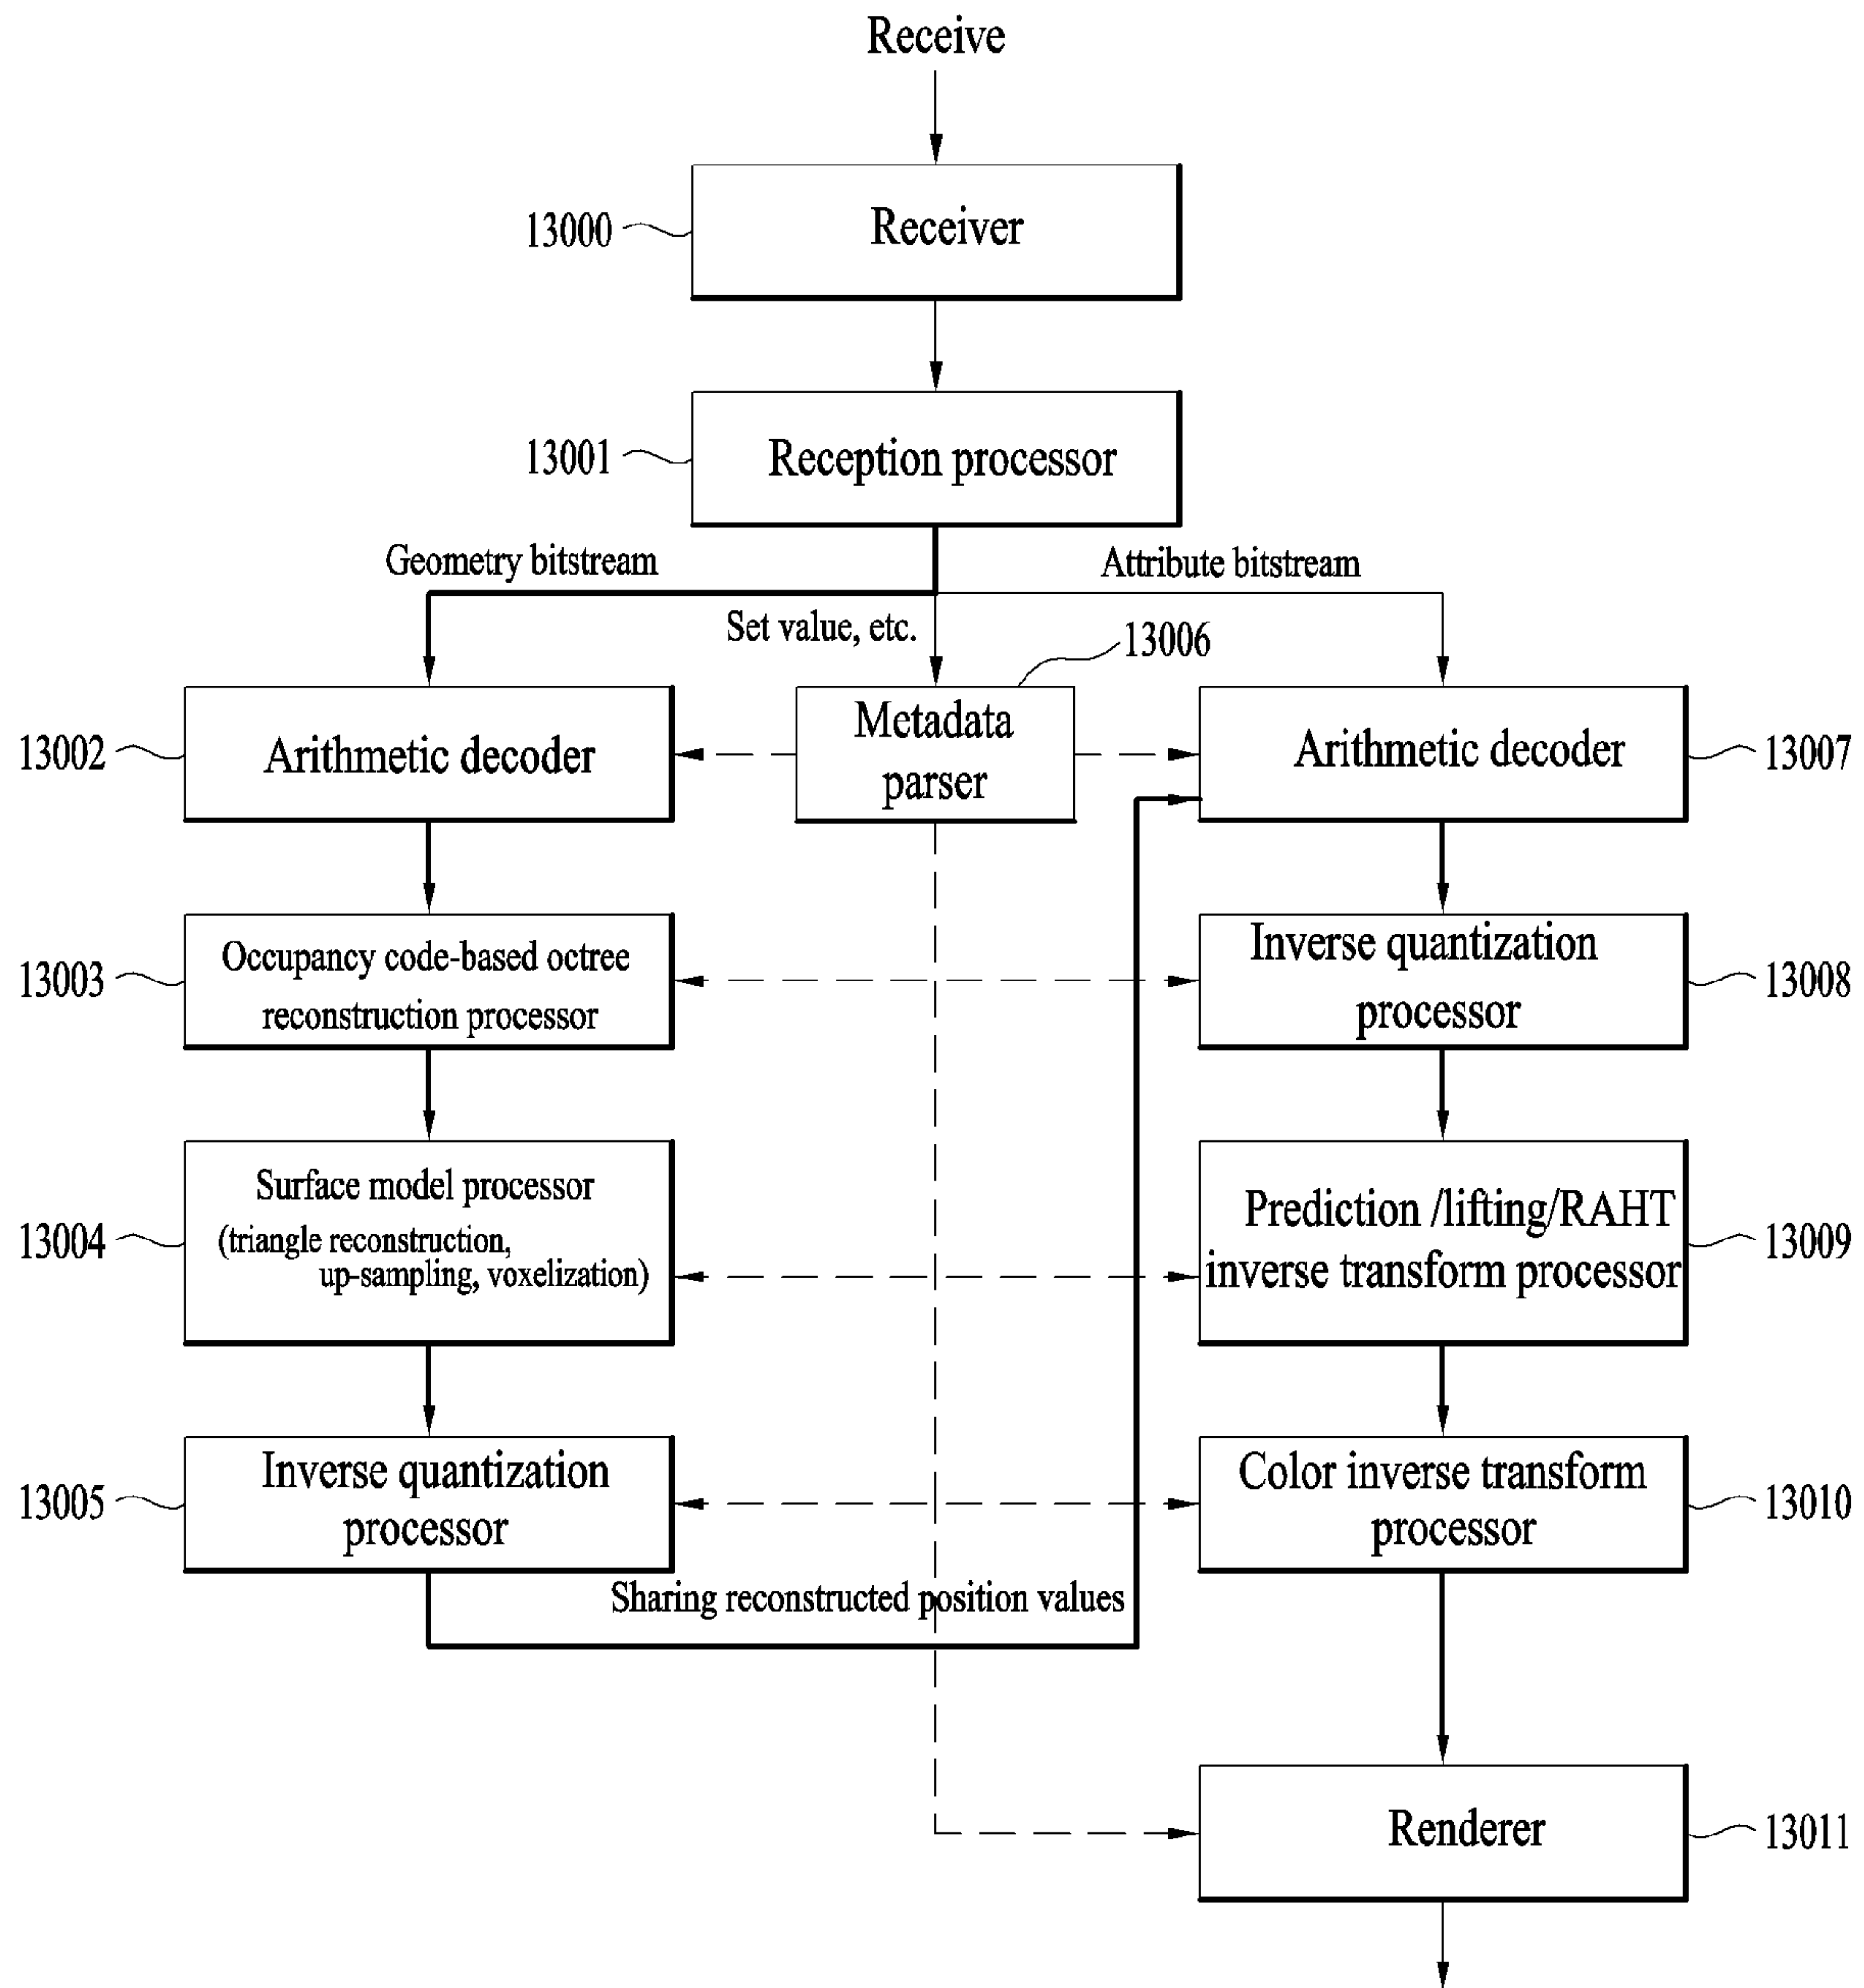 Receive
13000
Receiver
13001
Reception processor
Geometry bitstream
Attribute bitstream
Set value, etc.
13006
13002
Arithmetic decoder
Metadata
parser
Arithmetic decoder
13007
13003
Occupancy code-based octree
reconstruction processor
Inverse quantization
processor
13008
13004
Surface model processor
(triangle reconstruction,
up-sampling, voxelization)
Prediction /lifting/RAHT
inverse transform processor
13009
13005
Inverse quantization
processor
Color inverse transform
processor
13010
Sharing reconstructed position values
Renderer
13011